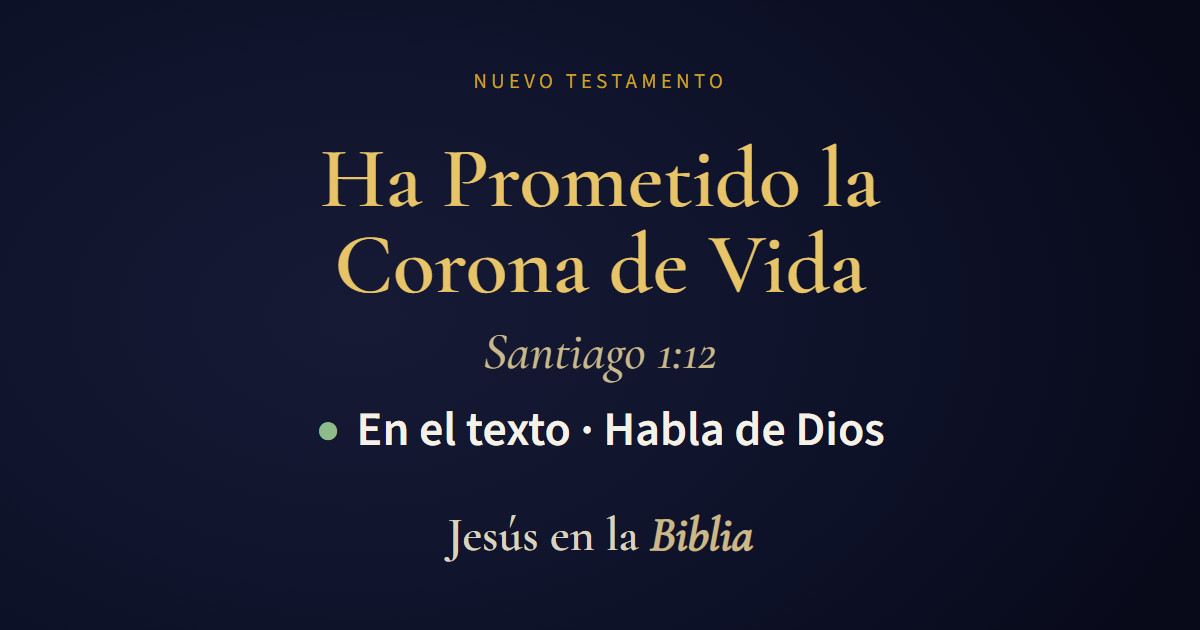 NUEVO TESTAMENTO
Ha Prometido la
Corona de Vida
Santiago 1:12
En el texto · Habla de Dios
Jesús en la Biblia